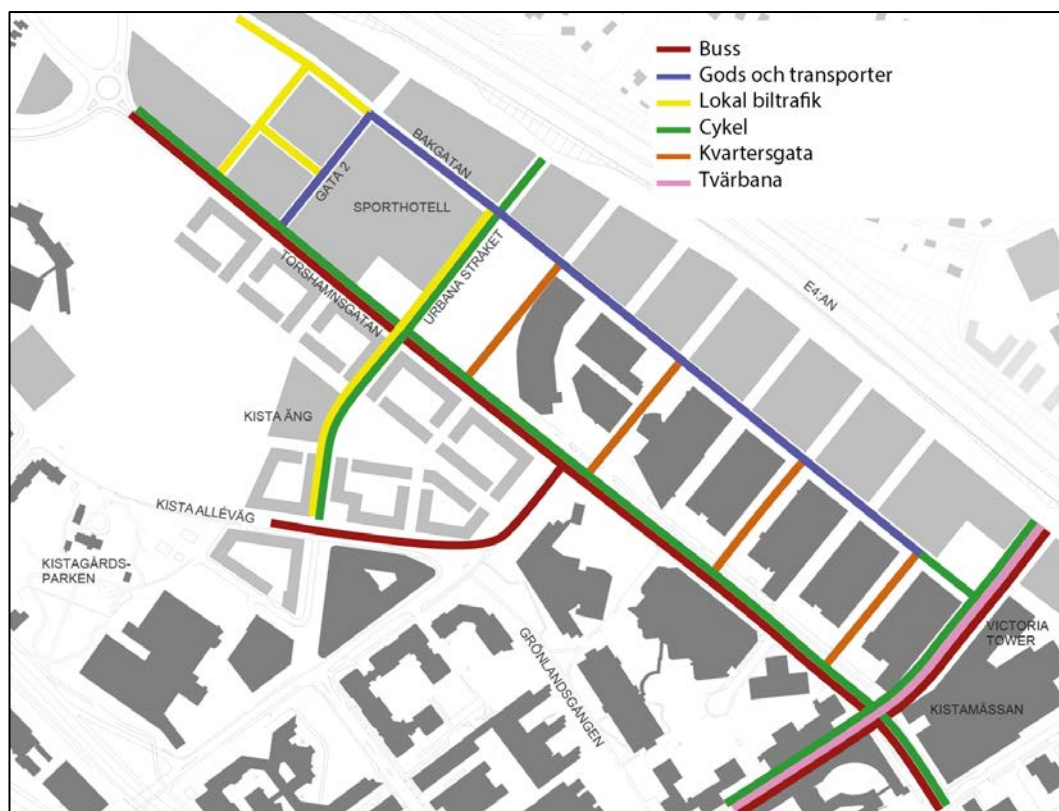 Buss
Gods och transporter
Lokal biltrafik
Cykel
Kvartersgata
Tvärbana
BAKGATAN
GATA 2
SPORTHOTELL
URBANA STRÅKET
TORSHAMNSGATAN
E4:AN
KISTA ÄNG
KISTA ALLÉVÄG
KISTAGÅRDS-
PARKEN
GRÖNLANDSGÅNGEN
VICTORIA
TOWER
KISTAMÄSSAN